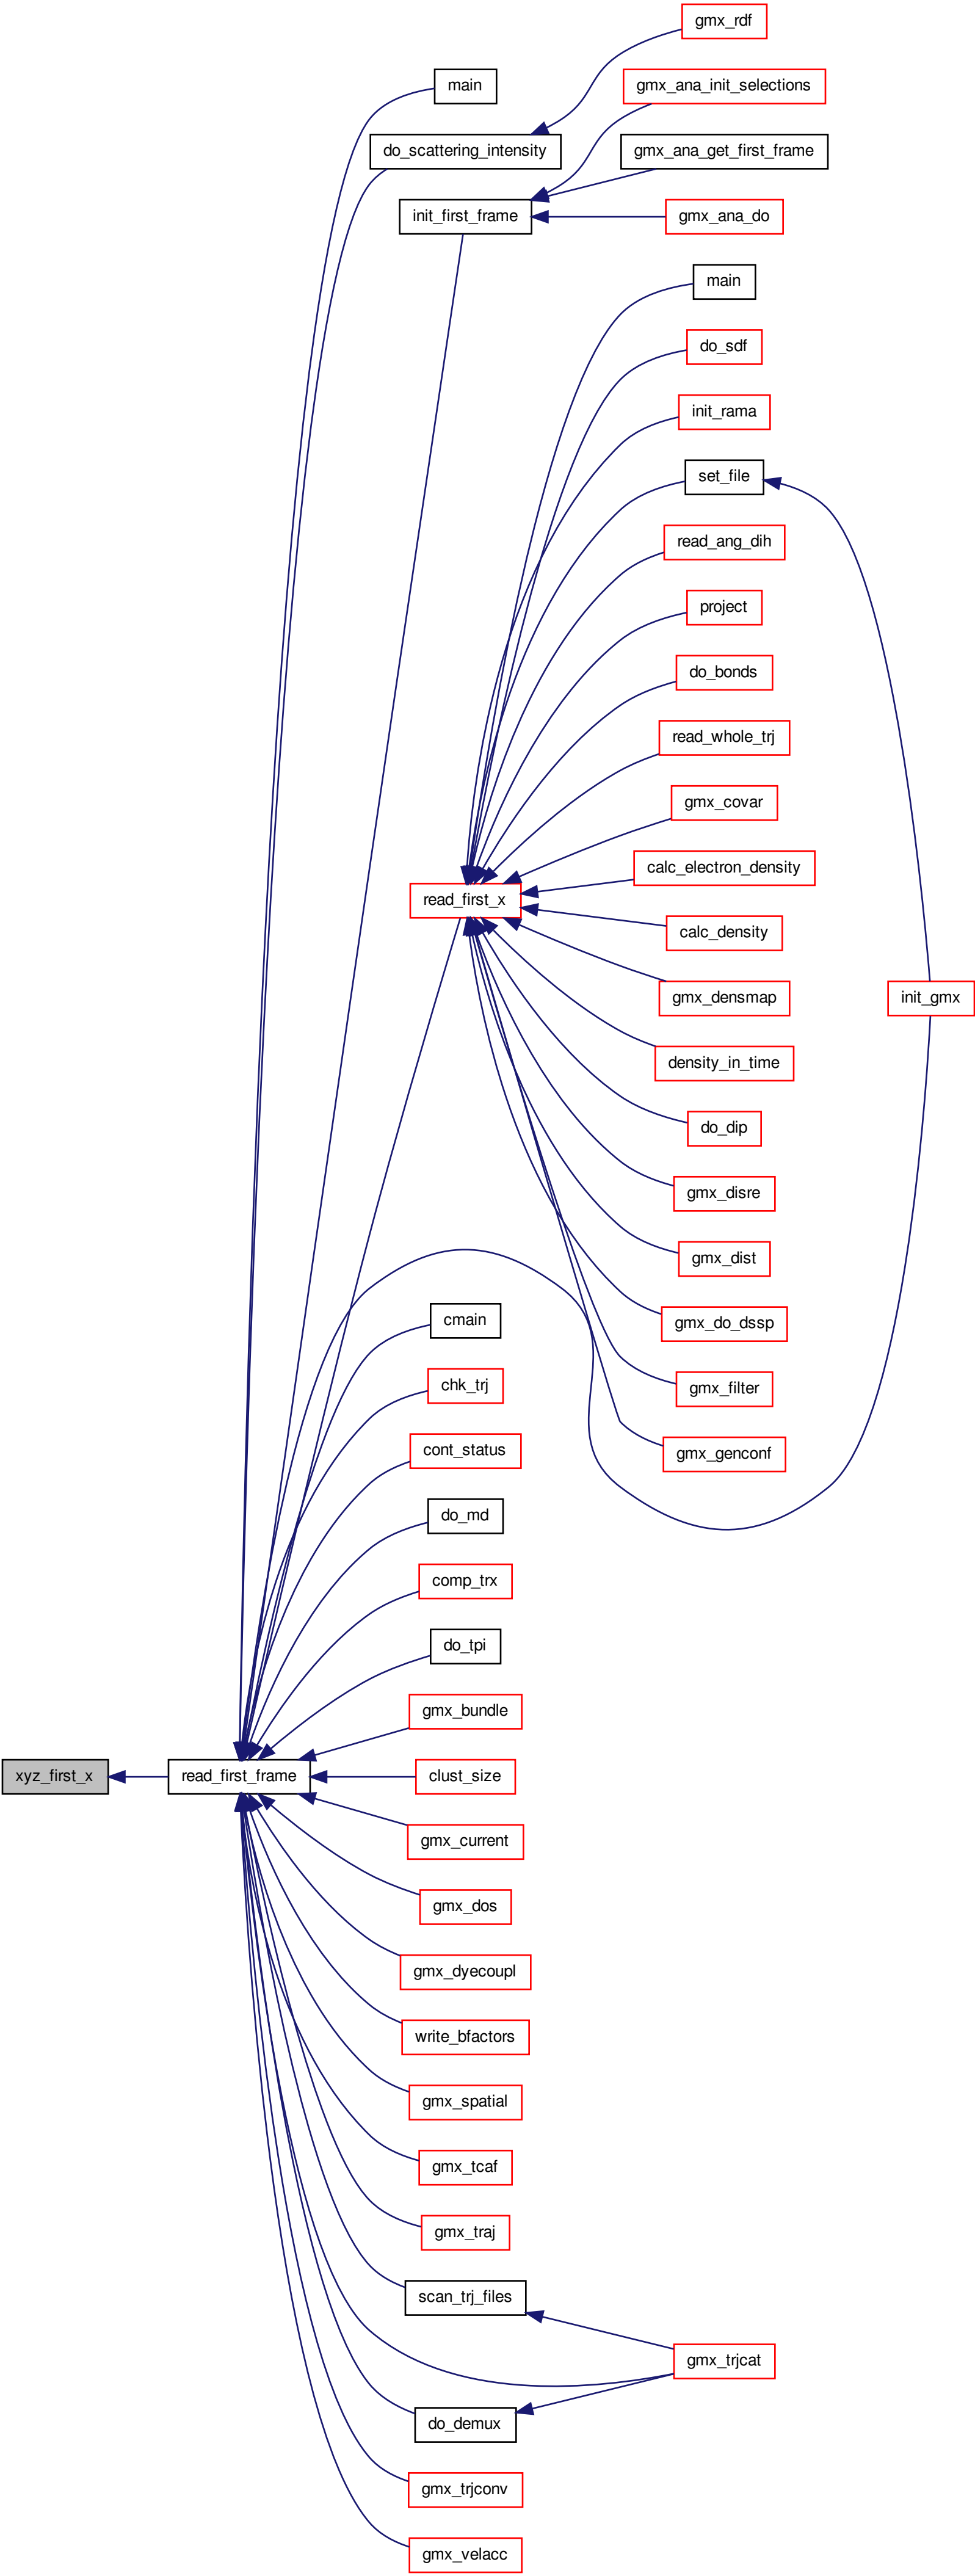 gmx_rdf
main
gmx_ana_init_selections
do_scattering_intensity
gmx_ana_get_first_frame
init_first_frame
gmx_ana_do
main
do_sdf
init_rama
set_file
read_ang_dih
project
do_bonds
read_whole_trj
gmx_covar
calc_electron_density
read_first_x
calc_density
gmx_densmap
init_gmx
density_in_time
do_dip
gmx_disre
gmx_dist
cmain
gmx_do_dssp
chk_trj
gmx_filter
cont_status
gmx_genconf
do_md
comp_trx
do_tpi
gmx_bundle
xyz_first_x
read_first_frame
clust_size
gmx_current
gmx_dos
gmx_dyecoupl
write_bfactors
gmx_spatial
gmx_tcaf
gmx_traj
scan_trj_files
gmx_trjcat
do_demux
gmx_trjconv
gmx_velacc